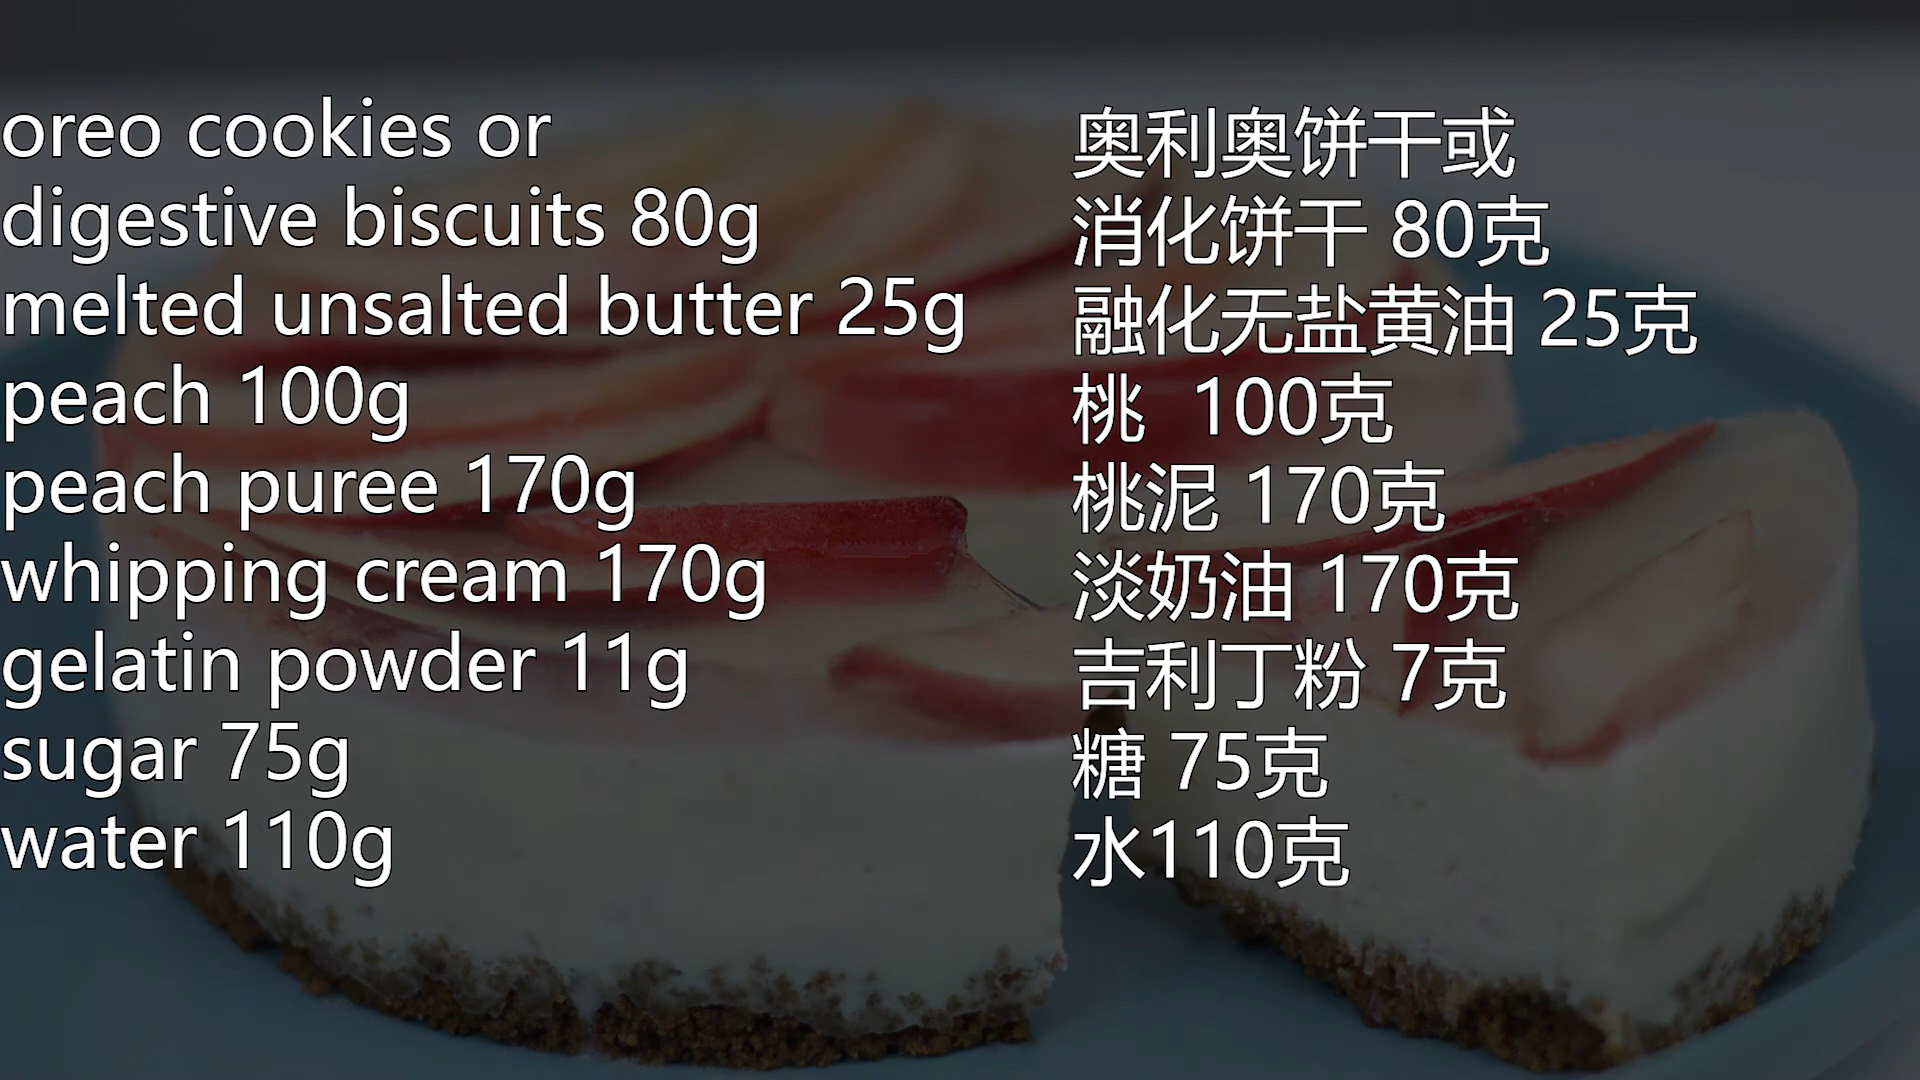 oreo cookies or
digestive biscuits 80g
melted unsalted butter 25g
peach 100g
peach puree 170g
whipping cream 170g
gelatin powder 11g
sugar 75g
water 110g
奥利奥饼干或
消化饼干 80克
融化无盐黄油 25克
桃 100克
桃泥 170克
淡奶油 170克
吉利丁粉 7克
糖 75克
水110克